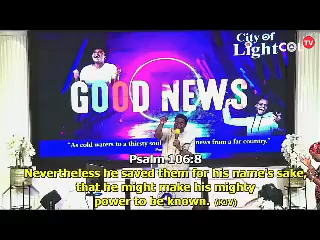 City of
Light
TV
GOOD NEWS
"As cold waters to a thirsty soul
news from a far country."
Psalm 106:8
Nevertheless he saved them for his name's sake,
that he might make his mighty
power to be known. (KJV)